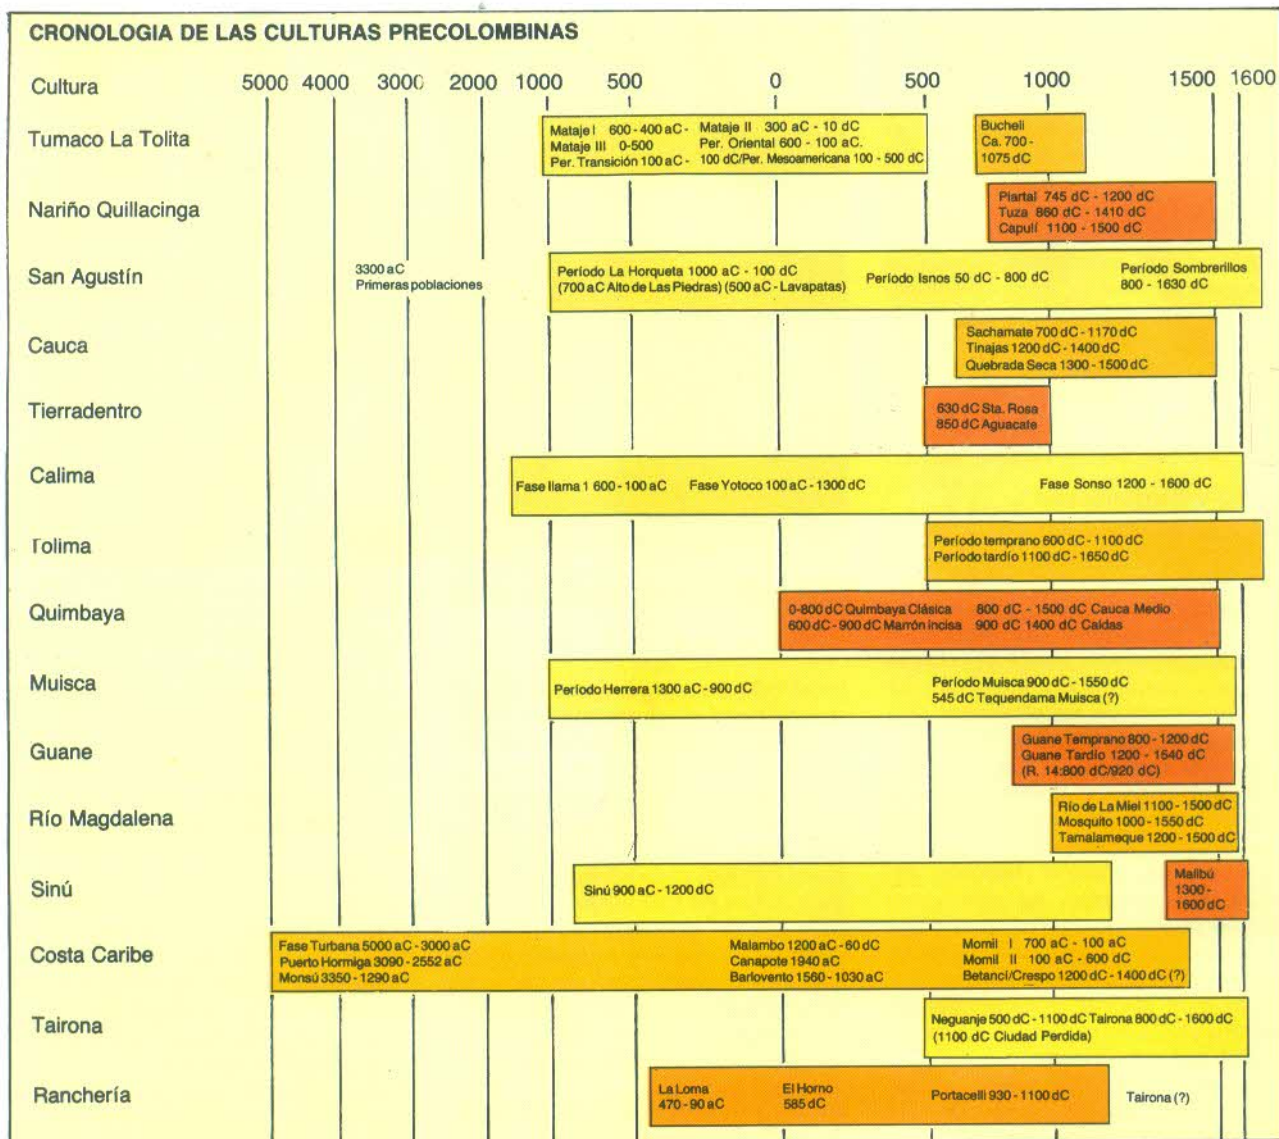 CRONOLOGIA DE LAS CULTURAS PRECOLOMBINAS
Cultura 5000 4000 3000 2000 1000 500 0 500 1000 1500 1600
Tumaco La Tolita
Mataje I 600 - 400 aC - Mataje II 300 aC - 10 dC
Mataje III 0-500 Per. Oriental 600 - 100 aC.
Per. Transición 100 aC - 100 dC/Per. Mesoamericana 100 - 500 dC
Bucheli
Ca. 700 -
1075 dC
Nariño Quillacinga
Piartal 745 dC - 1200 dC
Tuza 860 dC - 1410 dC
Capulí 1100 - 1500 dC
San Agustín
3300 aC
Primeras poblaciones
Período La Horqueta 1000 aC - 100 dC
(700 aC Alto de Las Piedras) (500 aC - Lavapatas)
Período Isnos 50 dC - 800 dC
Período Sombrerillos
800 - 1630 dC
Cauca
Sachamate 700 dC - 1170 dC
Tinajas 1200 dC - 1400 dC
Quebrada Seca 1300 - 1500 dC
Tierradentro
630 dC Sta. Rosa
850 dC Aguacate
Calima
Fase Ilama 1 600 - 100 aC Fase Yotoco 100 aC - 1300 dC Fase Sonso 1200 - 1600 dC
Tolima
Período temprano 600 dC - 1100 dC
Período tardío 1100 dC - 1650 dC
Quimbaya
0-800 dC Quimbaya Clásica 800 dC - 1500 dC Cauca Medio
600 dC - 900 dC Marrón incisa 900 dC 1400 dC Caldas
Muisca
Período Herrera 1300 aC - 900 dC
Período Muisca 900 dC - 1550 dC
545 dC Tequendama Muisca (?)
Guane
Guane Temprano 800 - 1200 dC
Guane Tardío 1200 - 1540 dC
(R. 14:800 dC/920 dC)
Río Magdalena
Río de La Miel 1100 - 1500 dC
Mosquito 1000 - 1550 dC
Tamalameque 1200 - 1500 dC
Sinú
Sinú 900 aC - 1200 dC
Malibú
1300 -
1600 dC
Costa Caribe
Fase Turbana 5000 aC - 3000 aC Malambo 1200 aC - 60 dC Momil I 700 aC - 100 aC
Puerto Hormiga 3090 - 2552 aC Canapote 1940 aC Momil II 100 aC - 600 dC
Monsú 3350 - 1290 aC Barlovento 1560 - 1030 aC Betancí/Crespo 1200 dC - 1400 dC (?)
Tairona
Neguanje 500 dC - 1100 dC Tairona 800 dC - 1600 dC
(1100 dC Ciudad Perdida)
Ranchería
La Loma
470 - 90 aC
El Horno
585 dC
Portacelli 930 - 1100 dC
Tairona (?)